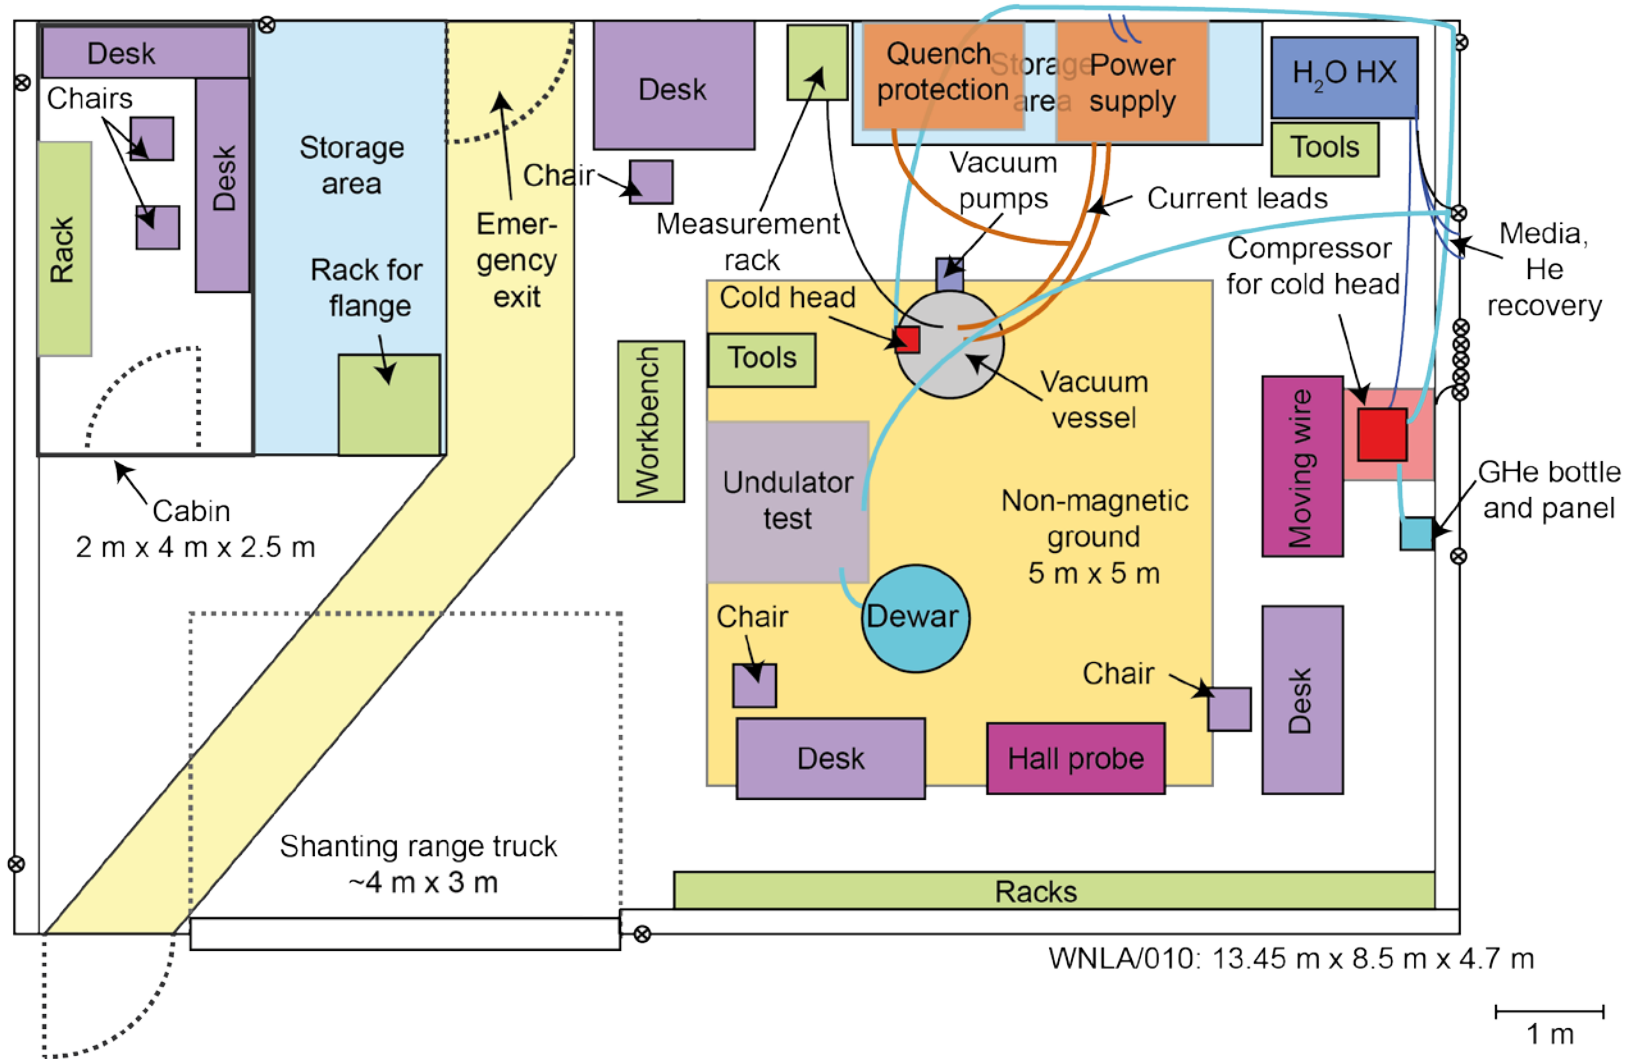 Desk
Chairs
Desk
Rack
Storage
area
Rack for
flange
Emer-
gency
exit
Cabin
2 m x 4 m x 2.5 m
Desk
Chair
Measurement
rack
Quench
protection
Storage
area
Power
supply
H₂O HX
Tools
Vacuum
pumps
Current leads
Compressor
for cold head
Media,
He
recovery
Cold head
Tools
Workbench
Vacuum
vessel
Undulator
test
Non-magnetic
ground
5 m x 5 m
Moving wire
GHe bottle
and panel
Dewar
Chair
Chair
Desk
Hall probe
Desk
Shanting range truck
~4 m x 3 m
Racks
WNLA/010: 13.45 m x 8.5 m x 4.7 m
1 m